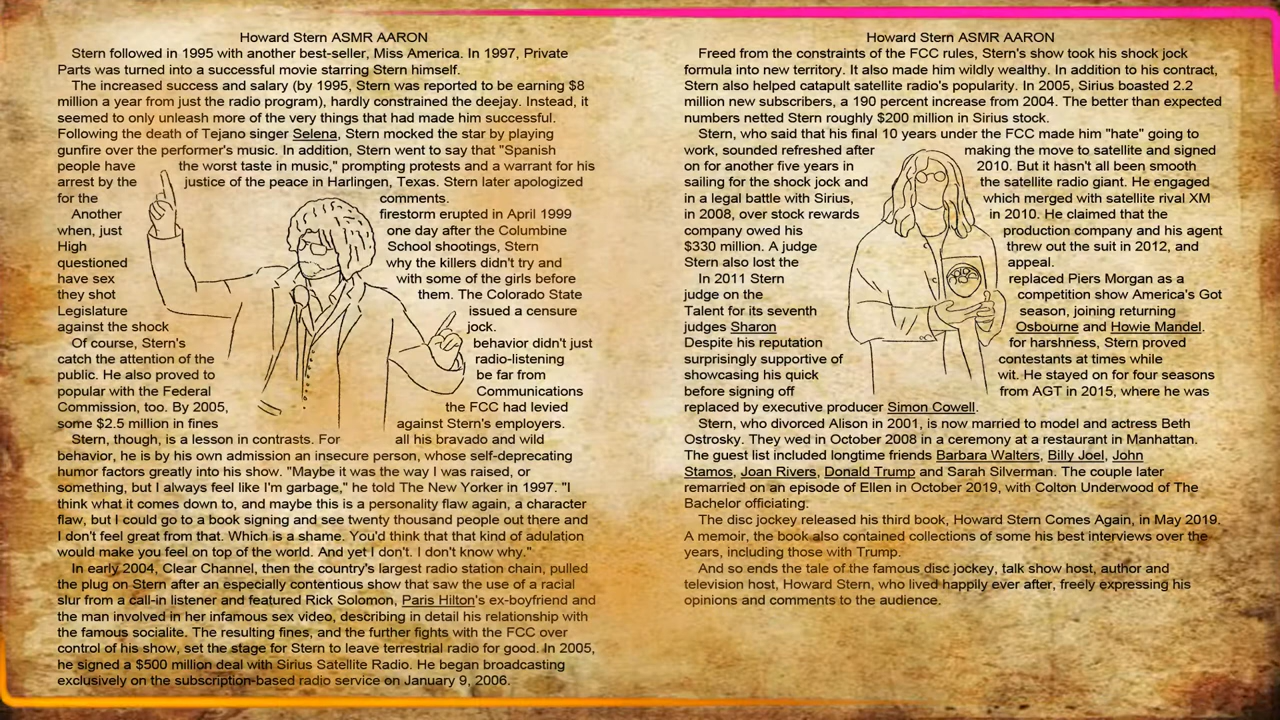 Howard Stern ASMR AARON
Stern followed in 1995 with another best-seller, Miss America. In 1997, Private
Parts was turned into a successful movie starring Stern himself.
The increased success and salary (by 1995, Stern was reported to be earning $8
million a year from just the radio program), hardly constrained the deejay. Instead, it
seemed to only unleash more of the very things that had made him successful.
Following the death of Tejano singer Selena, Stern mocked the star by playing
gunfire over the performer's music. In addition, Stern went to say that "Spanish
people have the worst taste in music," prompting protests and a warrant for his
arrest by the justice of the peace in Harlingen, Texas. Stern later apologized
for the comments.
Another firestorm erupted in April 1999
when, just one day after the Columbine
High School shootings, Stern
questioned why the killers didn't try and
have sex with some of the girls before
they shot them. The Colorado State
Legislature issued a censure
against the shock jock.
Of course, Stern's behavior didn't just
catch the attention of the radio-listening
public. He also proved to be far from
popular with the Federal Communications
Commission, too. By 2005, the FCC had levied
some $2.5 million in fines against Stern's employers.
Stern, though, is a lesson in contrasts. For all his bravado and wild
behavior, he is by his own admission an insecure person, whose self-deprecating
humor factors greatly into his show. "Maybe it was the way I was raised, or
something, but I always feel like I'm garbage," he told The New Yorker in 1997. "I
think what it comes down to, and maybe this is a personality flaw again, a character
flaw, but I could go to a book signing and see twenty thousand people out there and
I don't feel great from that. Which is a shame. You'd think that that kind of adulation
would make you feel on top of the world. And yet I don't. I don't know why."
In early 2004, Clear Channel, then the country's largest radio station chain, pulled
the plug on Stern after an especially contentious show that saw the use of a racial
slur from a call-in listener and featured Rick Solomon, Paris Hilton's ex-boyfriend and
the man involved in her infamous sex video, describing in detail his relationship with
the famous socialite. The resulting fines, and the further fights with the FCC over
control of his show, set the stage for Stern to leave terrestrial radio for good. In 2005,
he signed a $500 million deal with Sirius Satellite Radio. He began broadcasting
exclusively on the subscription-based radio service on January 9, 2006.
Howard Stern ASMR AARON
Freed from the constraints of the FCC rules, Stern's show took his shock jock
formula into new territory. It also made him wildly wealthy. In addition to his contract,
Stern also helped catapult satellite radio's popularity. In 2005, Sirius boasted 2.2
million new subscribers, a 190 percent increase from 2004. The better than expected
numbers netted Stern roughly $200 million in Sirius stock.
Stern, who said that his final 10 years under the FCC made him "hate" going to
work, sounded refreshed after making the move to satellite and signed
on for another five years in 2010. But it hasn't all been smooth
sailing for the shock jock and the satellite radio giant. He engaged
in a legal battle with Sirius, which merged with satellite rival XM
in 2008, over stock rewards in 2010. He claimed that the
company owed his production company and his agent
$330 million. A judge threw out the suit in 2012, and
Stern also lost the appeal.
In 2011 Stern replaced Piers Morgan as a
judge on the competition show America's Got
Talent for its seventh season, joining returning
judges Sharon Osbourne and Howie Mandel.
Despite his reputation for harshness, Stern proved
surprisingly supportive of contestants at times while
showcasing his quick wit. He stayed on for four seasons
before signing off from AGT in 2015, where he was
replaced by executive producer Simon Cowell.
Stern, who divorced Alison in 2001, is now married to model and actress Beth
Ostrosky. They wed in October 2008 in a ceremony at a restaurant in Manhattan.
The guest list included longtime friends Barbara Walters, Billy Joel, John
Stamos, Joan Rivers, Donald Trump and Sarah Silverman. The couple later
remarried on an episode of Ellen in October 2019, with Colton Underwood of The
Bachelor officiating.
The disc jockey released his third book, Howard Stern Comes Again, in May 2019.
A memoir, the book also contained collections of some his best interviews over the
years, including those with Trump.
And so ends the tale of the famous disc jockey, talk show host, author and
television host, Howard Stern, who lived happily ever after, freely expressing his
opinions and comments to the audience.